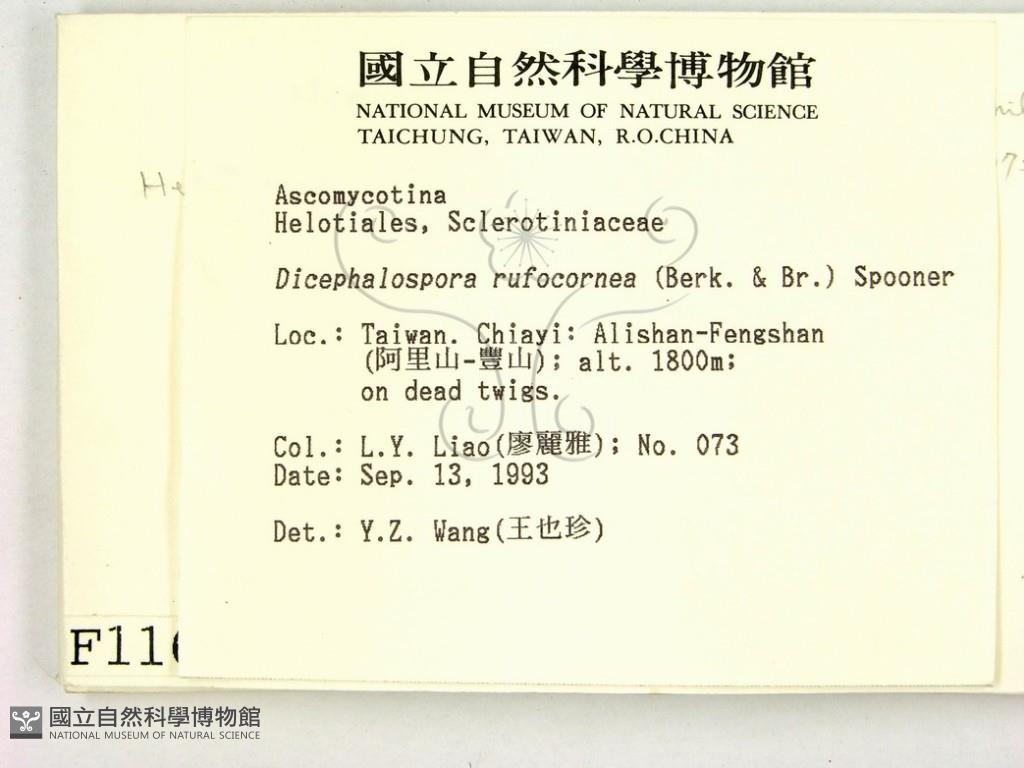 國立自然科學博物館
NATIONAL MUSEUM OF NATURAL SCIENCE
TAICHUNG, TAIWAN, R.O.CHINA
He
Ascomycotina
Helotiales, Sclerotiniaceae
Dicephalospora rufocornea (Berk. & Br.) Spooner
Loc.: Taiwan. Chiayi: Alishan-Fengshan
(阿里山-豐山); alt. 1800m;
on dead twigs.
Col.: L.Y. Liao(廖麗雅); No. 073
Date: Sep. 13, 1993
Det.: Y.Z. Wang(王也珍)
F116
國立自然科學博物館
NATIONAL MUSEUM OF NATURAL SCIENCE